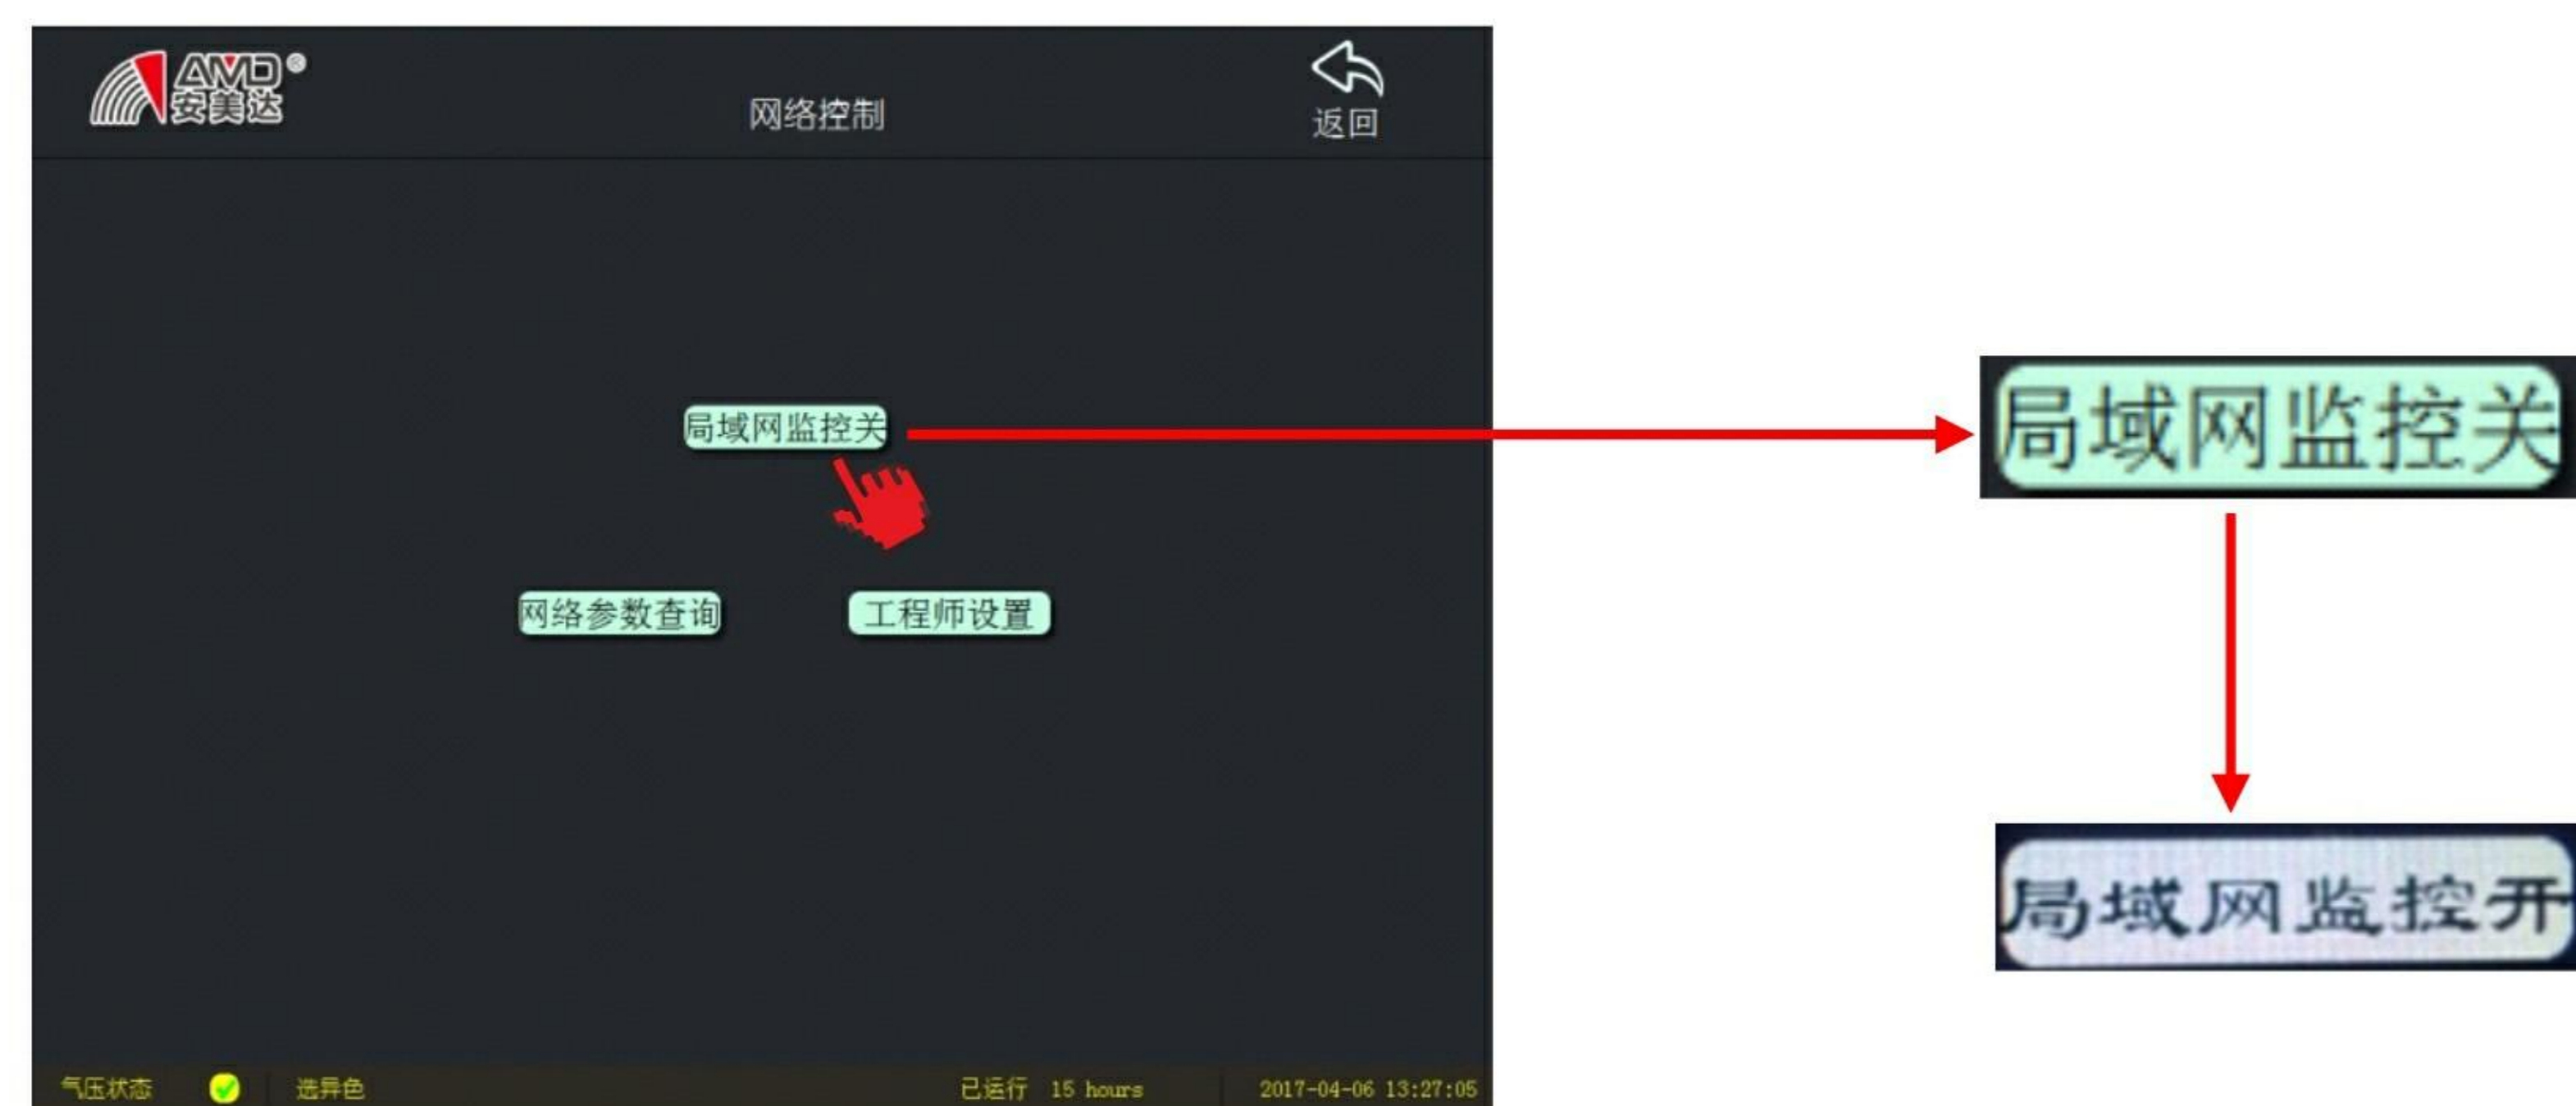 AMD®
安美达
网络控制
返回
局域网监控关
局域网监控关
网络参数查询
工程师设置
局域网监控开
气压状态
选异色
已运行 15 hours
2017-04-06 13:27:05